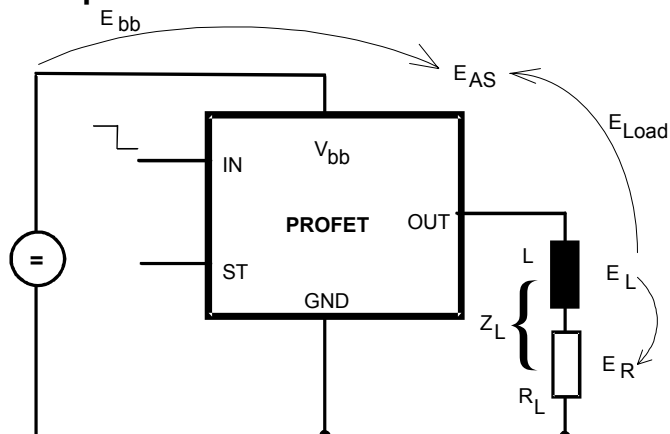 E bb
E AS
E Load
V bb
IN
PROFET
OUT
ST
GND
L
E L
Z L
E R
R L
=